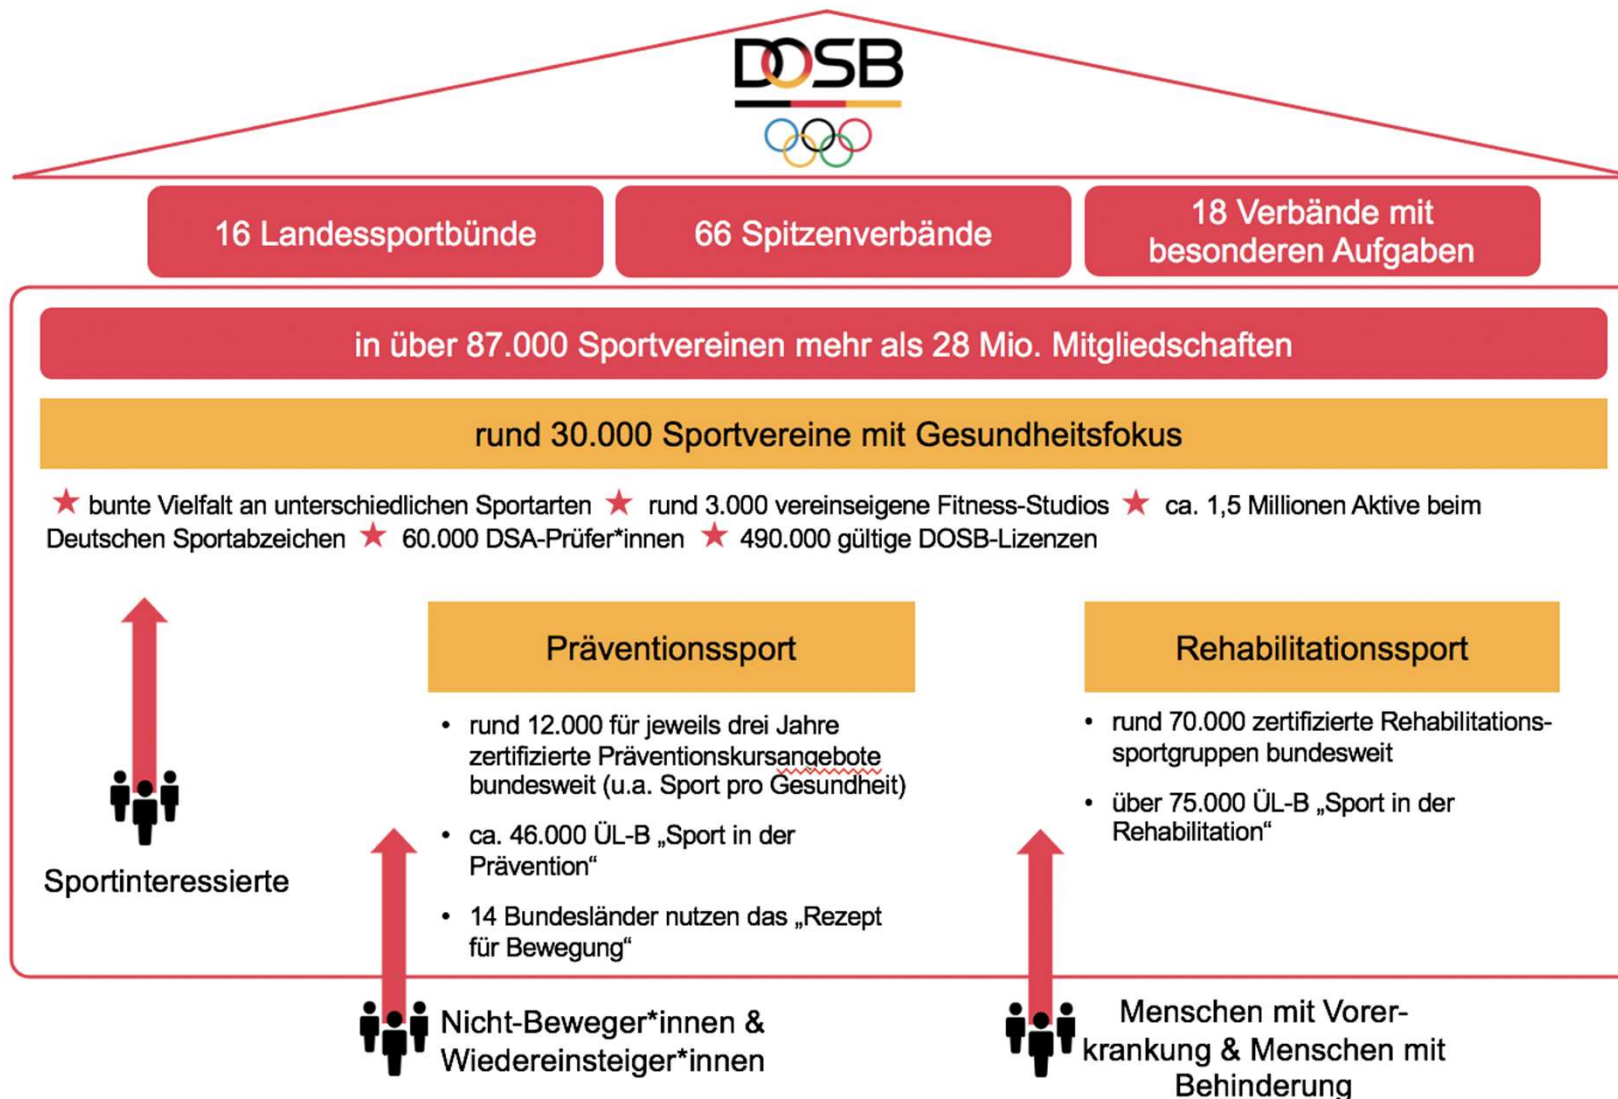 DOSB
16 Landessportbünde
66 Spitzenverbände
18 Verbände mit
besonderen Aufgaben
in über 87.000 Sportvereinen mehr als 28 Mio. Mitgliedschaften
rund 30.000 Sportvereine mit Gesundheitsfokus
★ bunte Vielfalt an unterschiedlichen Sportarten ★ rund 3.000 vereinseigene Fitness-Studios ★ ca. 1,5 Millionen Aktive beim
Deutschen Sportabzeichen ★ 60.000 DSA-Prüfer*innen ★ 490.000 gültige DOSB-Lizenzen
Sportinteressierte
Präventionssport
• rund 12.000 für jeweils drei Jahre
zertifizierte Präventionskursangebote
bundesweit (u.a. Sport pro Gesundheit)
• ca. 46.000 ÜL-B „Sport in der
Prävention“
• 14 Bundesländer nutzen das „Rezept
für Bewegung“
Nicht-Beweger*innen &
Wiedereinsteiger*innen
Rehabilitationssport
• rund 70.000 zertifizierte Rehabilitations-
sportgruppen bundesweit
• über 75.000 ÜL-B „Sport in der
Rehabilitation“
Menschen mit Vorer-
krankung & Menschen mit
Behinderung